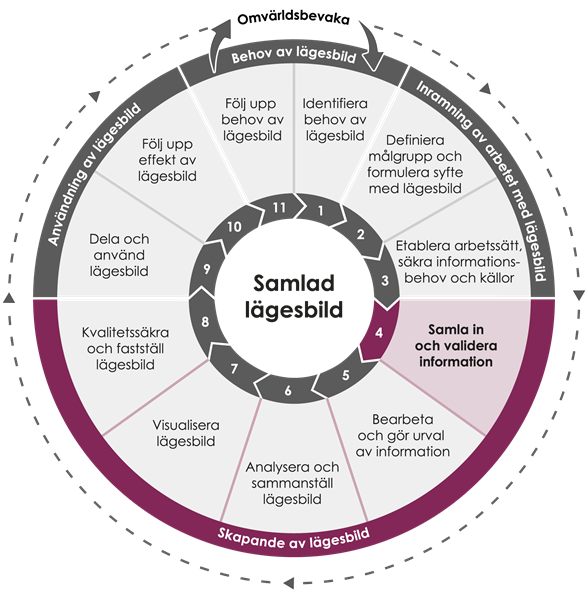 Omvärldsbevaka
Behov av lägesbild
Inramning av arbetet med lägesbild
Skapande av lägesbild
Användning av lägesbild
Samlad
lägesbild
1
Identifiera
behov av
lägesbild
2
Definiera
målgrupp och
formulera syfte
med lägesbild
3
Etablera arbetssätt,
säkra informations-
behov och källor
4
Samla in
och validera
information
5
Bearbeta
och gör urval
av information
6
Analysera och
sammanställ
lägesbild
7
Visualisera
lägesbild
8
Kvalitetssäkra
och fastställ
lägesbild
9
Dela och
använd
lägesbild
10
Följ upp
effekt av
lägesbild
11
Följ upp
behov av
lägesbild